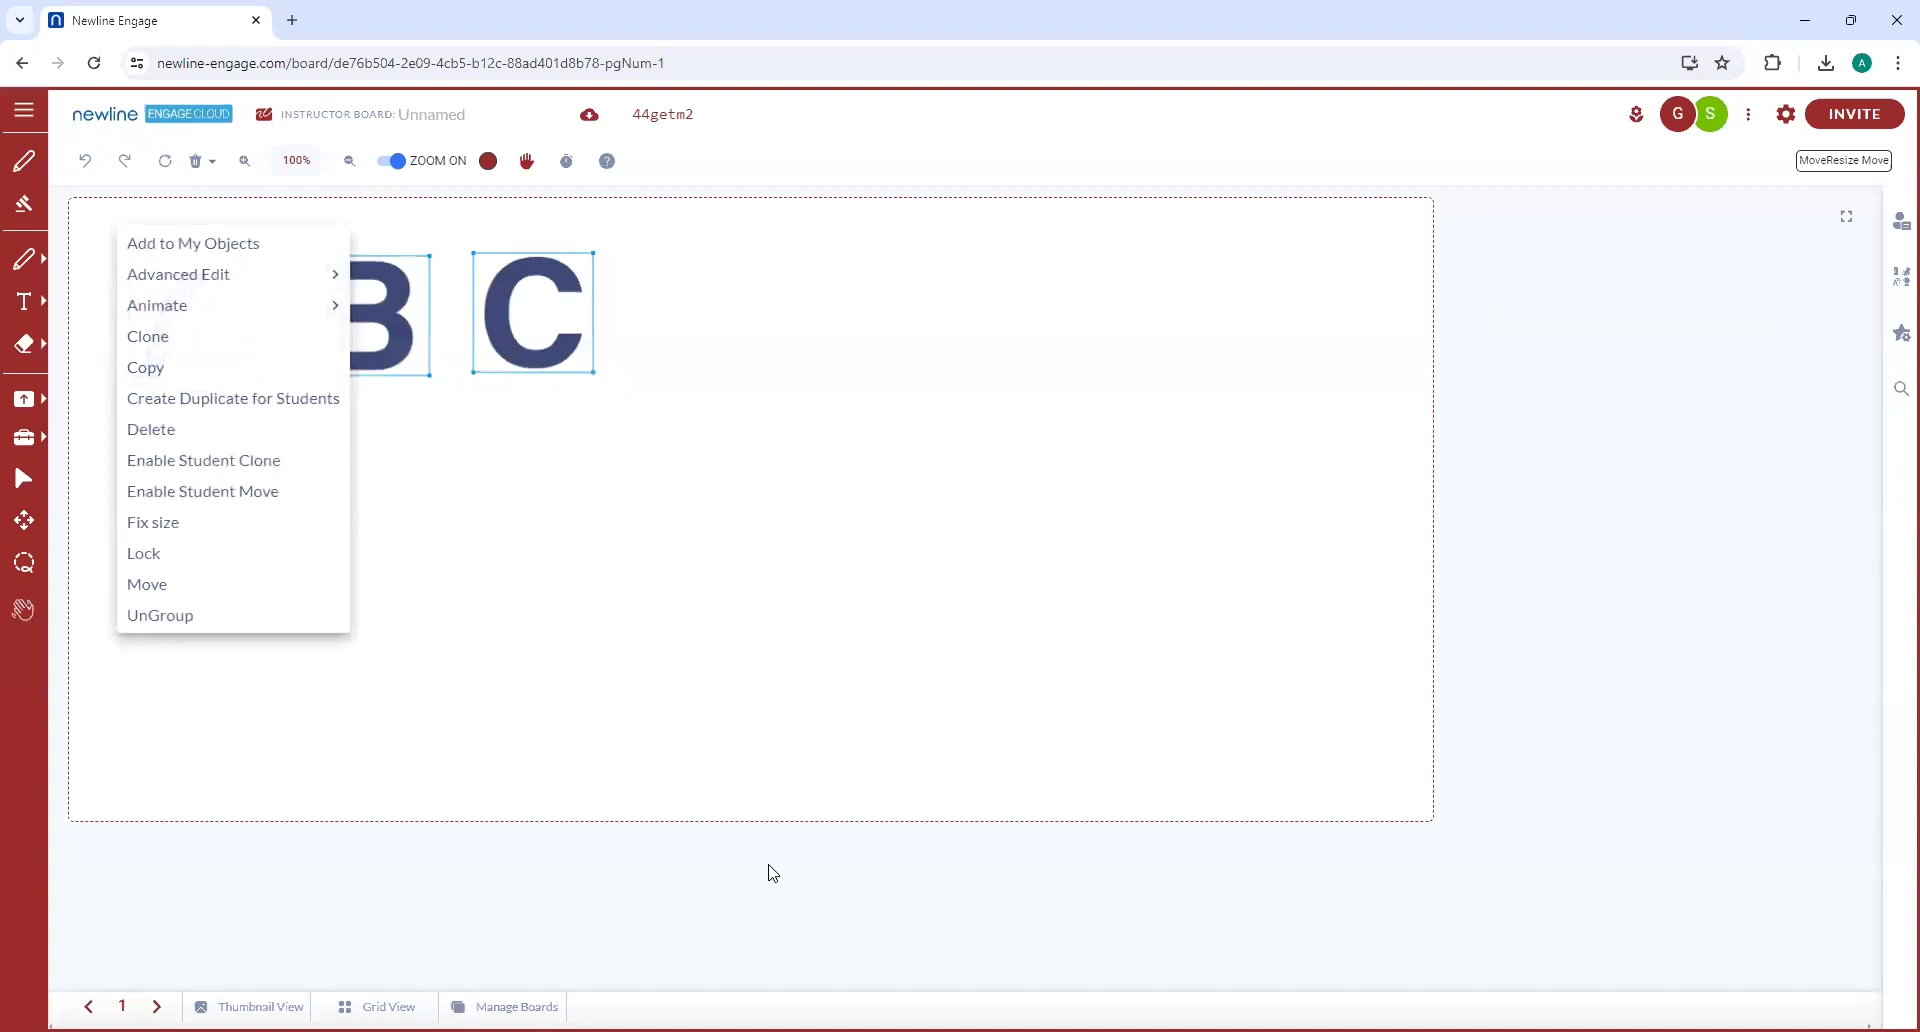 Newline Engage
newline-engage.com/board/de76b504-2e09-4cb5-b12c-88ad401d8b78-pgNum-1
A
newline ENGAGE CLOUD INSTRUCTOR BOARD: Unnamed 44getm2 G S INVITE
100% ZOOM ON ? MoveResize Move
T
Add to My Objects
Advanced Edit
Animate
Clone
Copy
Create Duplicate for Students
Delete
Enable Student Clone
Enable Student Move
Fix size
Lock
Move
UnGroup
B C
1 Thumbnail View Grid View Manage Boards